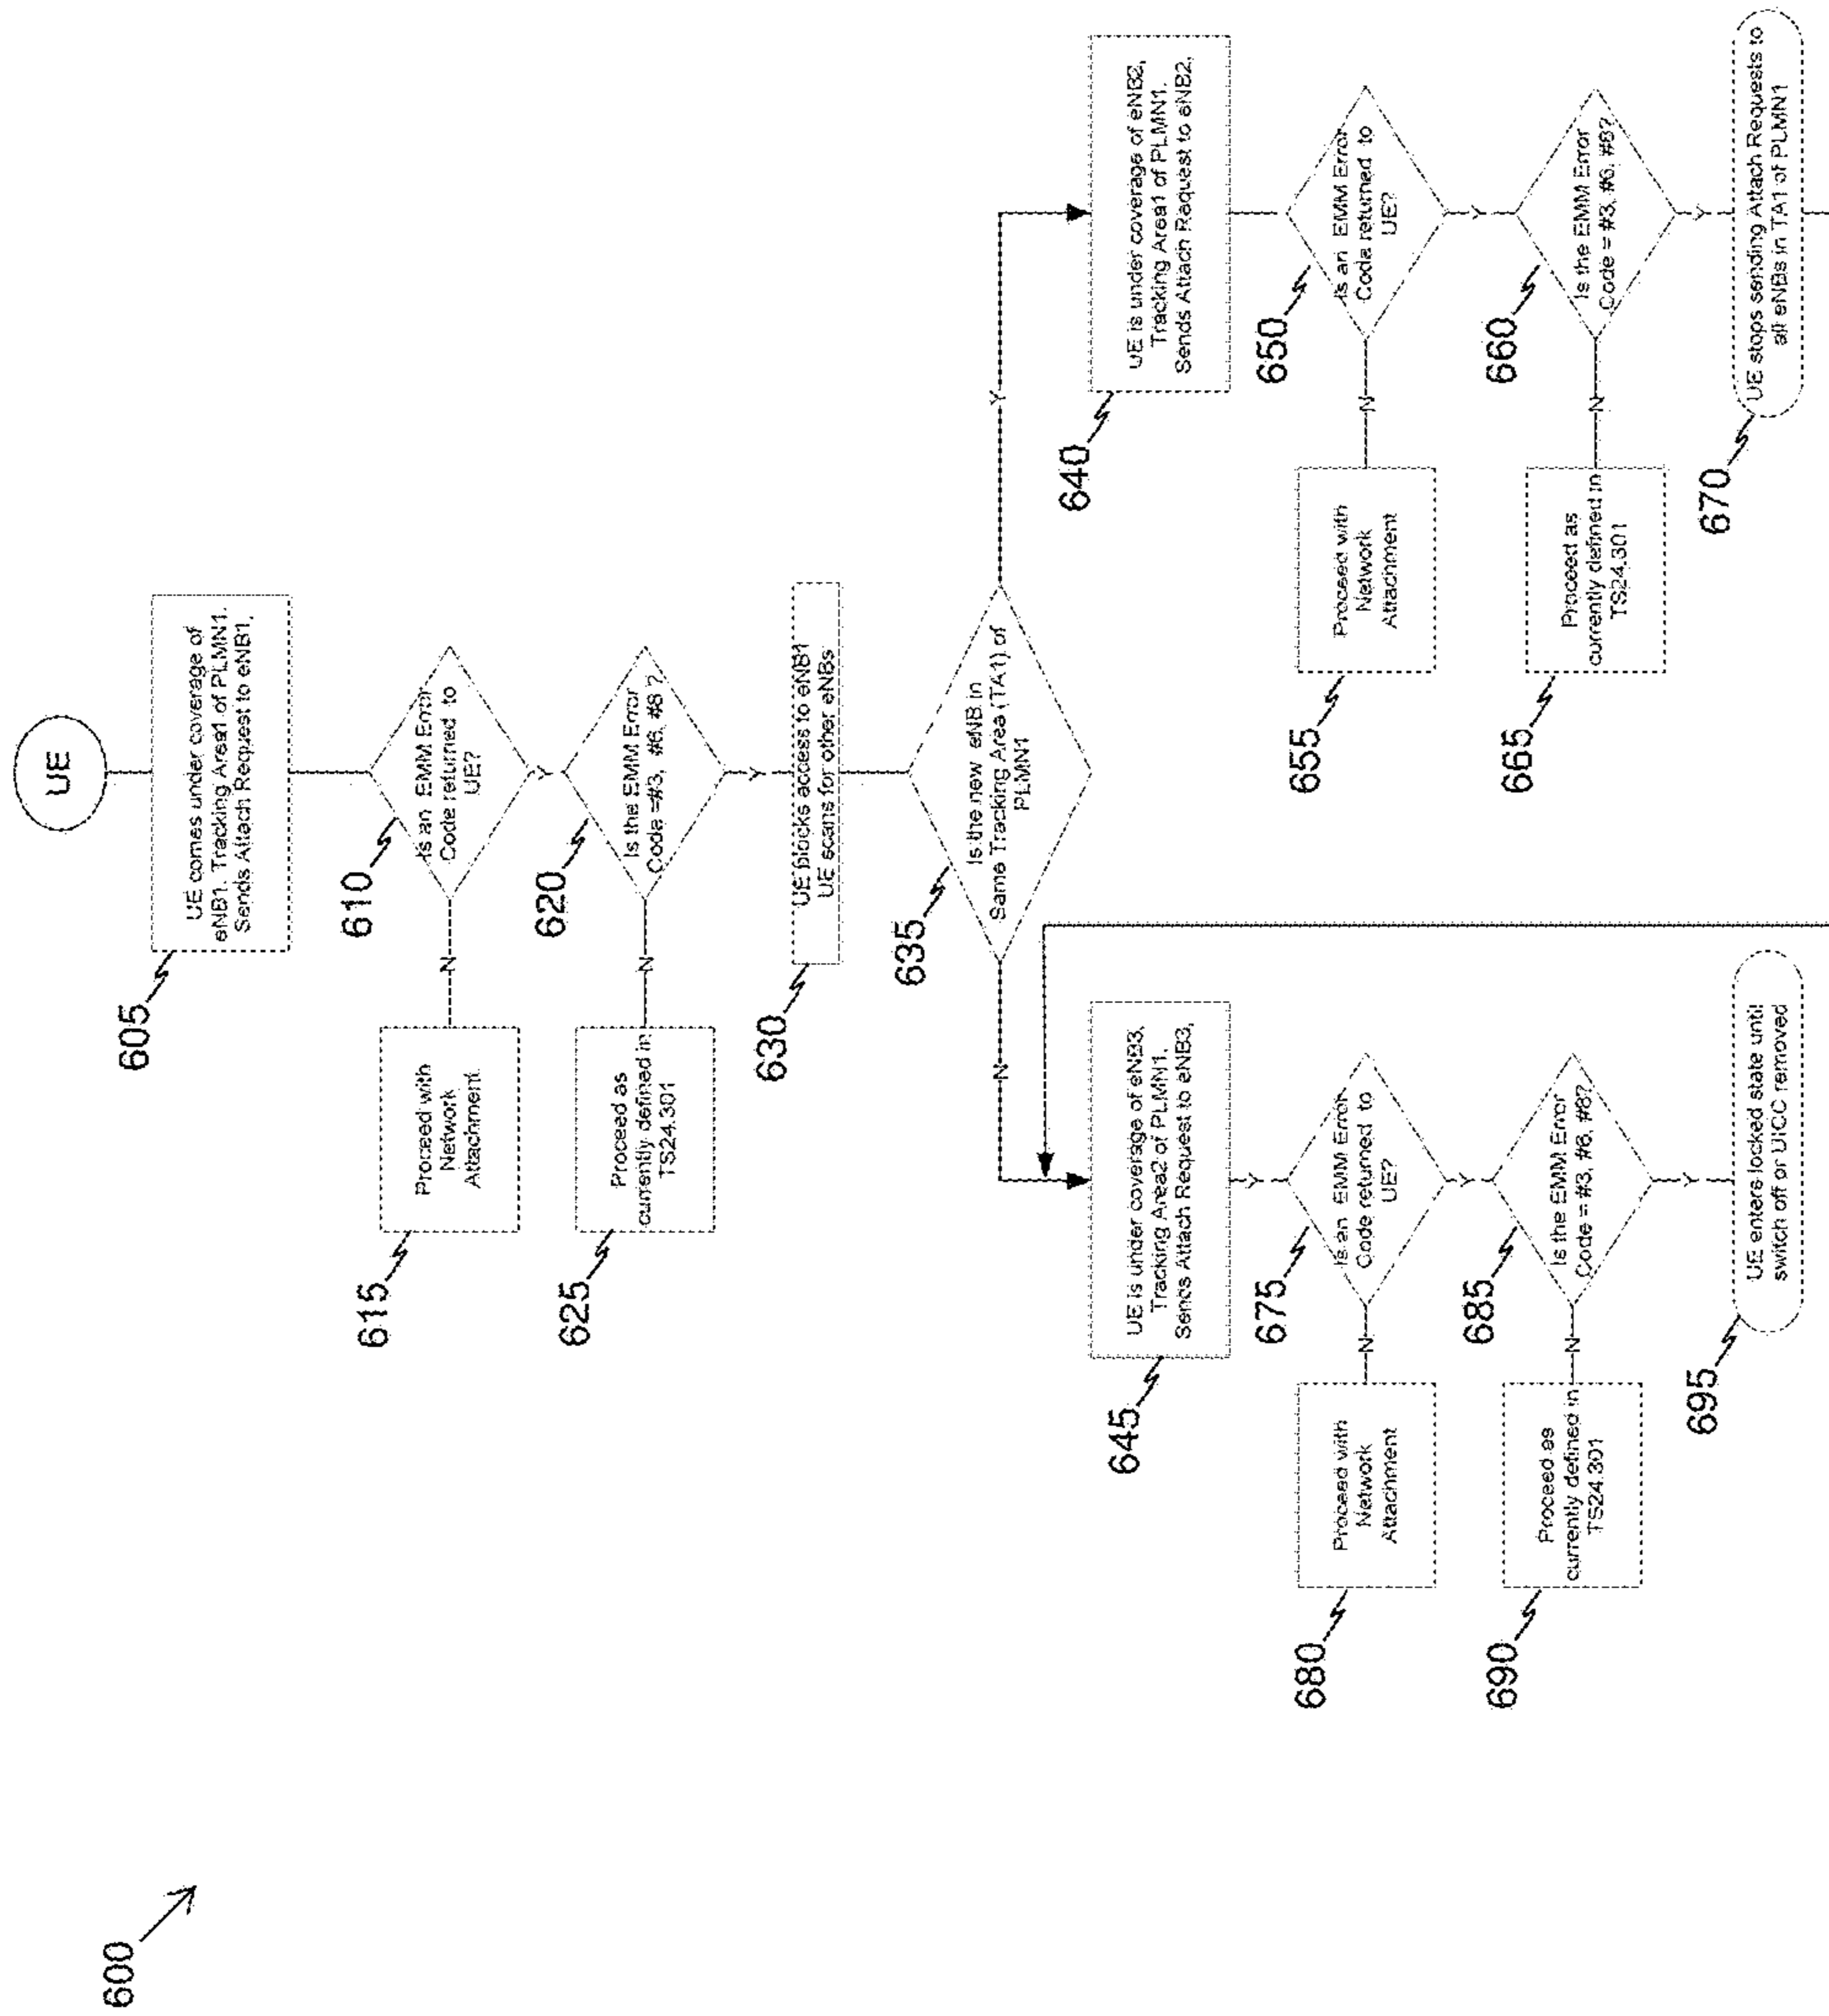 600
UE
605
UE comes under coverage of
eNB1. Tracking Area1 of PLMN1.
Sends Attach Request to eNB1.
610
Is an EMM Error
Code returned to
UE?
N
615
Proceed with
Network
Attachment
Y
620
Is the EMM Error
Code =#3, #6, #8 ?
N
625
Proceed as
currently defined in
TS24.301
Y
630
UE blocks access to eNB1
UE scans for other eNBs
635
Is the new eNB in
Same Tracking Area (TA1) of
PLMN1
N
Y
645
UE is under coverage of eNB3,
Tracking Area2 of PLMN1.
Sends Attach Request to eNB3,
Y
675
Is an EMM Error
Code returned to
UE?
N
680
Proceed with
Network
Attachment
Y
685
Is the EMM Error
Code = #3, #6, #8?
N
690
Proceed as
currently defined in
TS24.301
Y
695
UE enters locked state until
switch off or UICC removed
640
UE is under coverage of eNB2,
Tracking Area1 of PLMN1.
Sends Attach Request to eNB2,
650
Is an EMM Error
Code returned to
UE?
N
655
Proceed with
Network
Attachment
Y
660
Is the EMM Error
Code = #3, #6, #8?
N
665
Proceed as
currently defined in
TS24.301
Y
670
UE stops sending Attach Requests to
all eNBs in TA1 of PLMN1